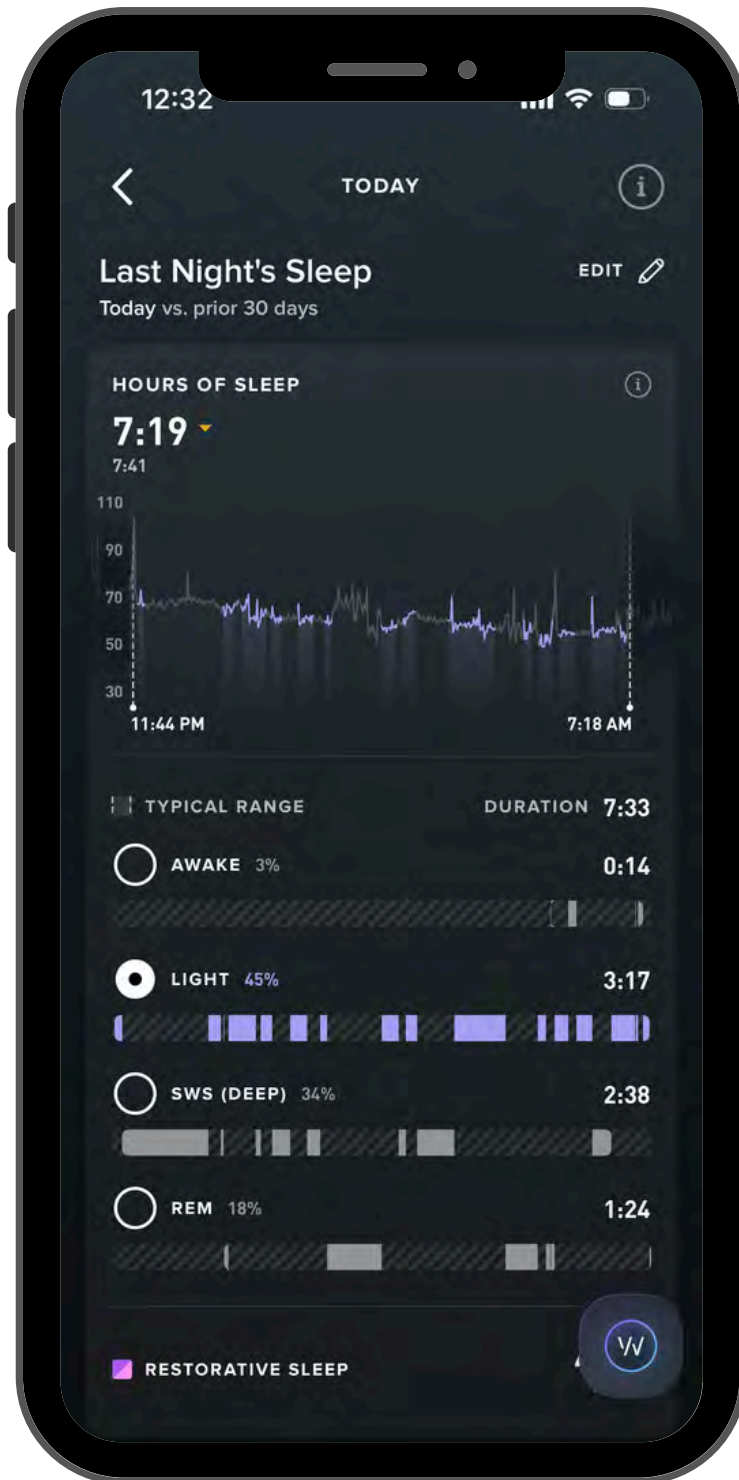 12:32
TODAY
Last Night's Sleep
EDIT
Today vs. prior 30 days
HOURS OF SLEEP
7:19
7:41
110
90
70
50
30
11:44 PM
7:18 AM
TYPICAL RANGE
DURATION 7:33
AWAKE 3%
0:14
LIGHT 45%
3:17
SWS (DEEP) 34%
2:38
REM 18%
1:24
RESTORATIVE SLEEP